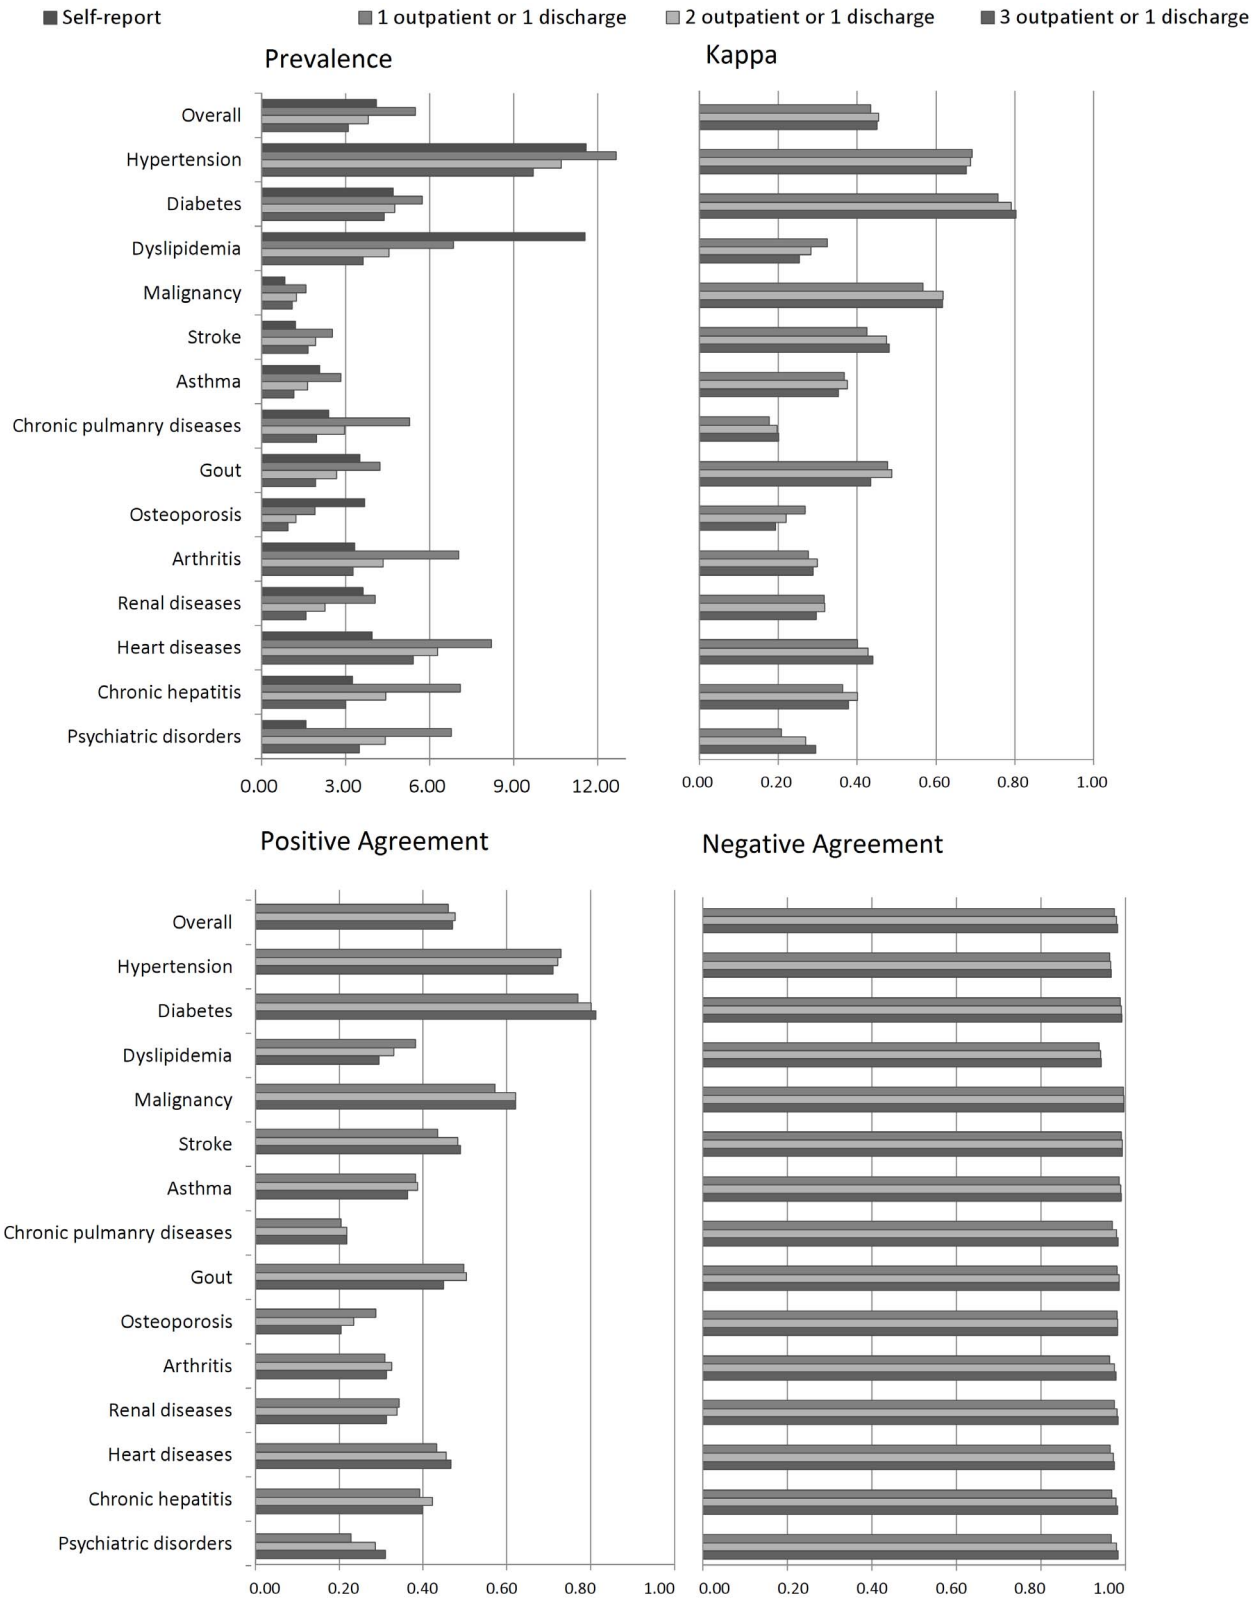 Self-report 1 outpatient or 1 discharge 2 outpatient or 1 discharge 3 outpatient or 1 discharge
Prevalence
Overall
Hypertension
Diabetes
Dyslipidemia
Malignancy
Stroke
Asthma
Chronic pulmanry diseases
Gout
Osteoporosis
Arthritis
Renal diseases
Heart diseases
Chronic hepatitis
Psychiatric disorders
0.00 3.00 6.00 9.00 12.00
Kappa
0.00 0.20 0.40 0.60 0.80 1.00
Positive Agreement
Overall
Hypertension
Diabetes
Dyslipidemia
Malignancy
Stroke
Asthma
Chronic pulmanry diseases
Gout
Osteoporosis
Arthritis
Renal diseases
Heart diseases
Chronic hepatitis
Psychiatric disorders
0.00 0.20 0.40 0.60 0.80 1.00
Negative Agreement
0.00 0.20 0.40 0.60 0.80 1.00